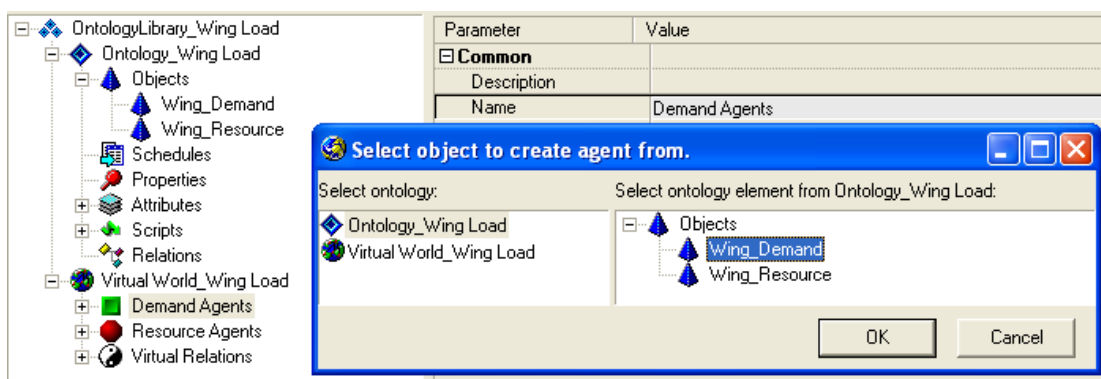 OntologyLibrary_Wing Load
Ontology_Wing Load
Objects
Wing_Demand
Wing_Resource
Schedules
Properties
Attributes
Scripts
Relations
Virtual World_Wing Load
Demand Agents
Resource Agents
Virtual Relations
Parameter Value
Common
Description
Name Demand Agents
Select object to create agent from.
Select ontology:
Ontology_Wing Load
Virtual World_Wing Load
Select ontology element from Ontology_Wing Load:
Objects
Wing_Demand
Wing_Resource
OK Cancel